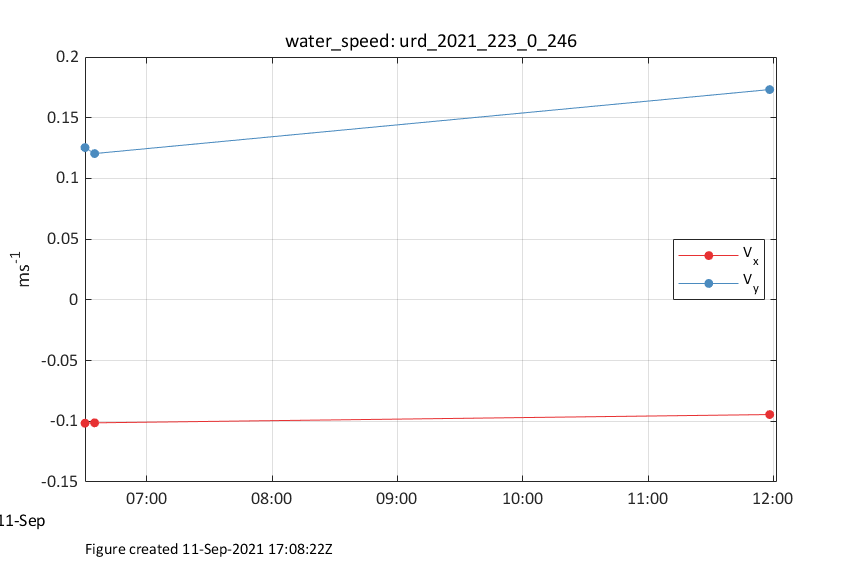 water_speed: urd_2021_223_0_246
0.2
0.15
0.1
0.05
0
-0.05
-0.1
-0.15
ms-1
Vx
Vy
07:00 08:00 09:00 10:00 11:00 12:00
11-Sep
Figure created 11-Sep-2021 17:08:22Z